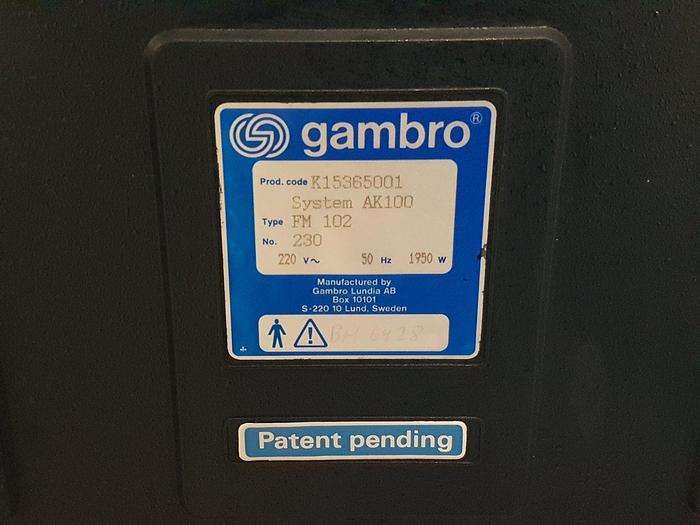 gambro®
Prod. code K15365001
System AK100
Type FM 102
No. 230
220 V~ 50 Hz 1950 W
Manufactured by
Gambro Lundia AB
Box 10101
S-220 10 Lund, Sweden
BM 6428
Patent pending